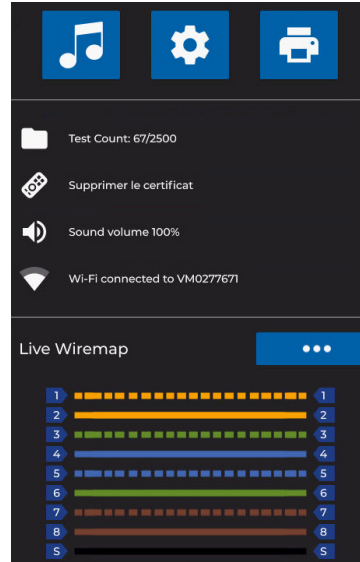 Test Count: 67/2500
Supprimer le certificat
Sound volume 100%
Wi-Fi connected to VM0277671
Live Wiremap
1 1
2 2
3 3
4 4
5 5
6 6
7 7
8 8
S S